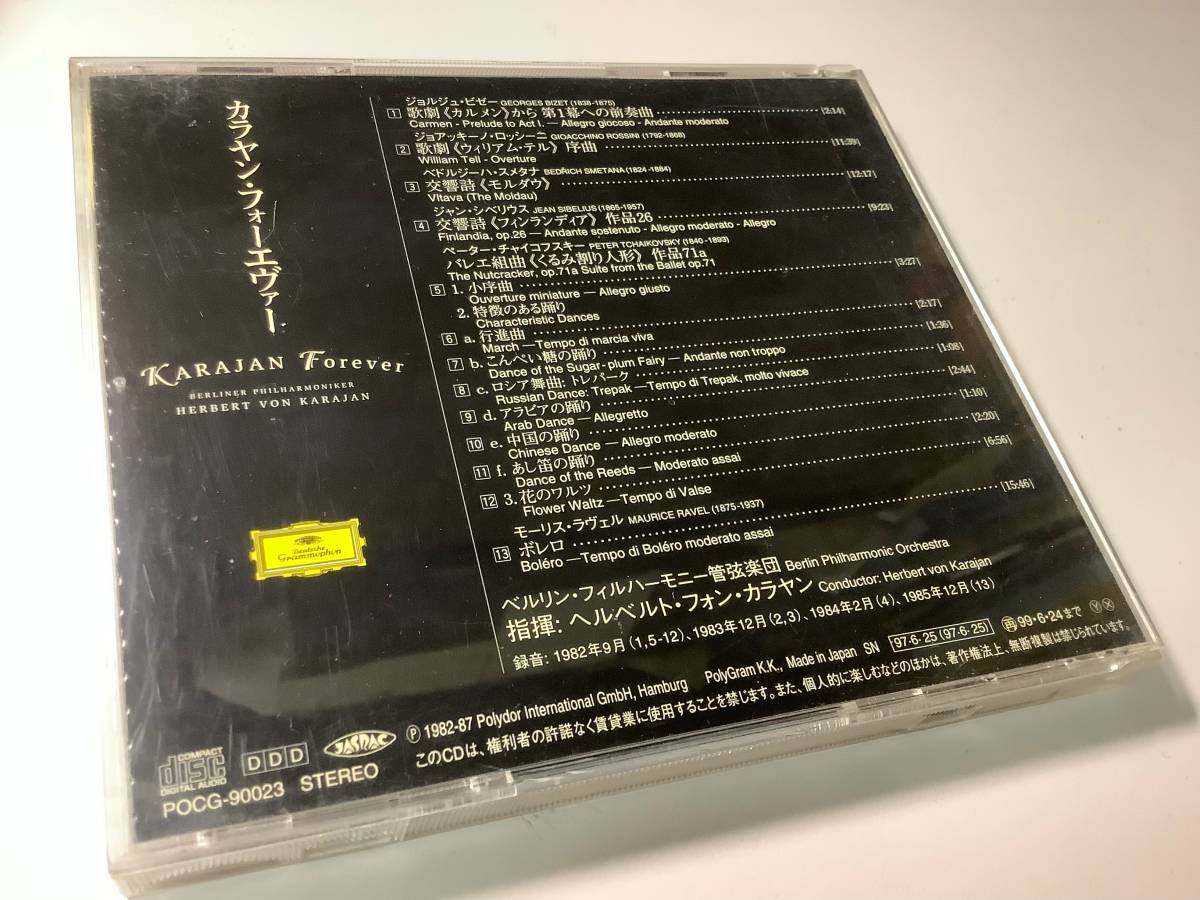 カラヤン・フォーエヴァー
KARAJAN Forever
BERLINER PHILHARMONIKER
HERBERT VON KARAJAN
Deutsche
Grammophon
ジョルジュ・ビゼー GEORGES BIZET (1838-1875)
1 歌劇《カルメン》から 第1幕への前奏曲 [2:14]
Carmen - Prelude to Act I. — Allegro giocoso - Andante moderato
ジョアッキーノ・ロッシーニ GIOACCHINO ROSSINI (1792-1868)
2 歌劇《ウィリアム・テル》序曲 [11:39]
William Tell - Overture
ベドルジーハ・スメタナ BEDŘICH SMETANA (1824-1884)
3 交響詩《モルダウ》 [12:17]
Vltava (The Moldau)
ジャン・シベリウス JEAN SIBELIUS (1865-1957)
4 交響詩《フィンランディア》 作品26 [9:23]
Finlandia, op.26 — Andante sostenuto - Allegro moderato - Allegro
ペーター・チャイコフスキー PETER TCHAIKOVSKY (1840-1893)
バレエ組曲《くるみ割り人形》 作品71a
The Nutcracker, op.71a Suite from the Ballet op.71
5 1. 小序曲 [3:27]
Ouverture miniature — Allegro giusto
2. 特徴のある踊り
Characteristic Dances
6 a. 行進曲 [2:17]
March — Tempo di marcia viva
7 b. こんぺい糖の踊り [1:36]
Dance of the Sugar-plum Fairy — Andante non troppo
8 c. ロシア舞曲: トレパーク [1:08]
Russian Dance: Trepak — Tempo di Trepak, molto vivace
9 d. アラビアの踊り [2:44]
Arab Dance — Allegretto
10 e. 中国の踊り [1:10]
Chinese Dance — Allegro moderato
11 f. あし笛の踊り [2:20]
Dance of the Reeds — Moderato assai
12 3. 花のワルツ [6:56]
Flower Waltz — Tempo di Valse
モーリス・ラヴェル MAURICE RAVEL (1875-1937)
13 ボレロ [15:46]
Boléro — Tempo di Boléro moderato assai
ベルリン・フィルハーモニー管弦楽団 Berlin Philharmonic Orchestra
指揮: ヘルベルト・フォン・カラヤン Conductor: Herbert von Karajan
録音: 1982年9月 (1,5-12)、1983年12月 (2,3)、1984年2月 (4)、1985年12月 (13)
Ⓟ 1982-87 Polydor International GmbH, Hamburg PolyGram K.K., Made in Japan SN 97·6·25 (97·6·25) 再 99·6·24まで Ⓨ Ⓧ
このCDは、権利者の許諾なく賃貸業に使用することを禁じます。また、個人的に楽しむなどのほかは、著作権法上、無断複製は禁じられています。
COMPACT
disc
DIGITAL AUDIO
DDD
JASRAC
POCG-90023 STEREO